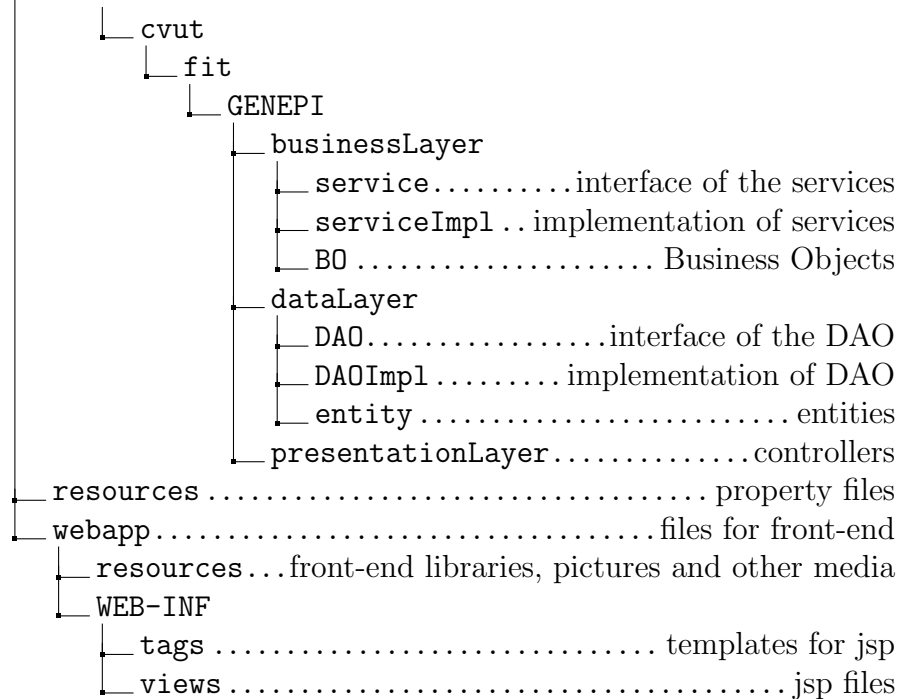 cvut
fit
GENEPI
businessLayer
service..........interface of the services
serviceImpl..implementation of services
BO.....................Business Objects
dataLayer
DAO.................interface of the DAO
DAOImpl.........implementation of DAO
entity..........................entities
presentationLayer..............controllers
resources...................................property files
webapp...................................files for front-end
resources...front-end libraries, pictures and other media
WEB-INF
tags...............................templates for jsp
views.........................................jsp files